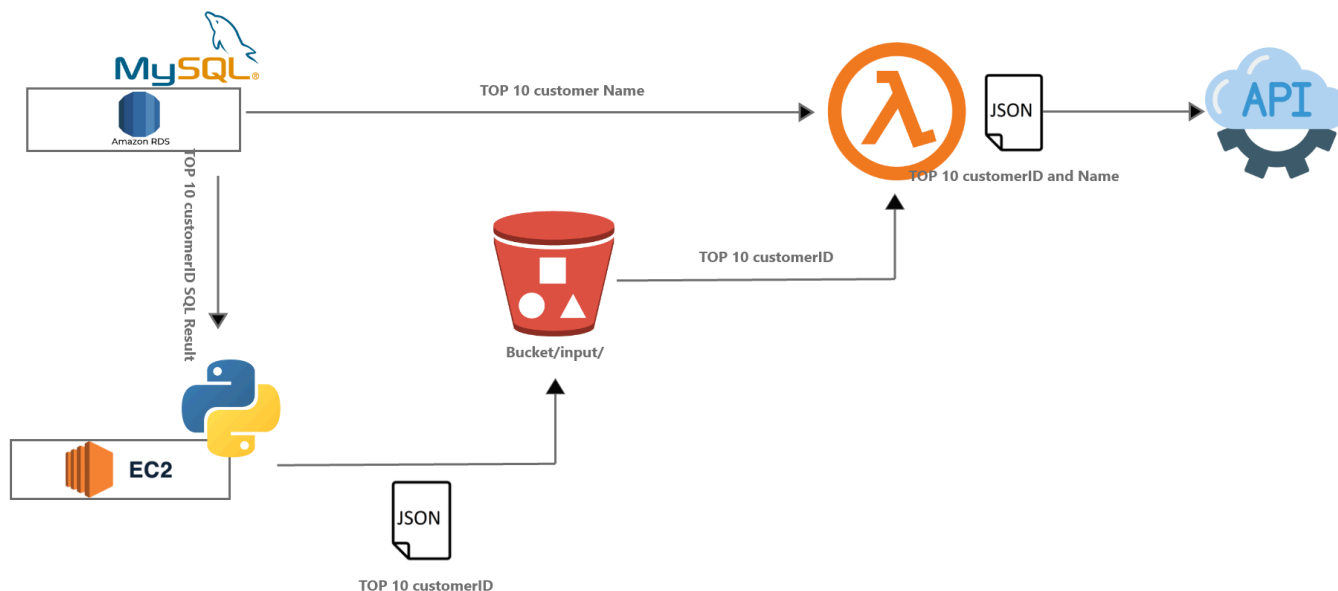 MySQL®
TOP 10 customer Name
JSON
API
Amazon RDS
TOP 10 customerID SQL Result
TOP 10 customerID and Name
TOP 10 customerID
Bucket/input/
EC2
JSON
TOP 10 customerID